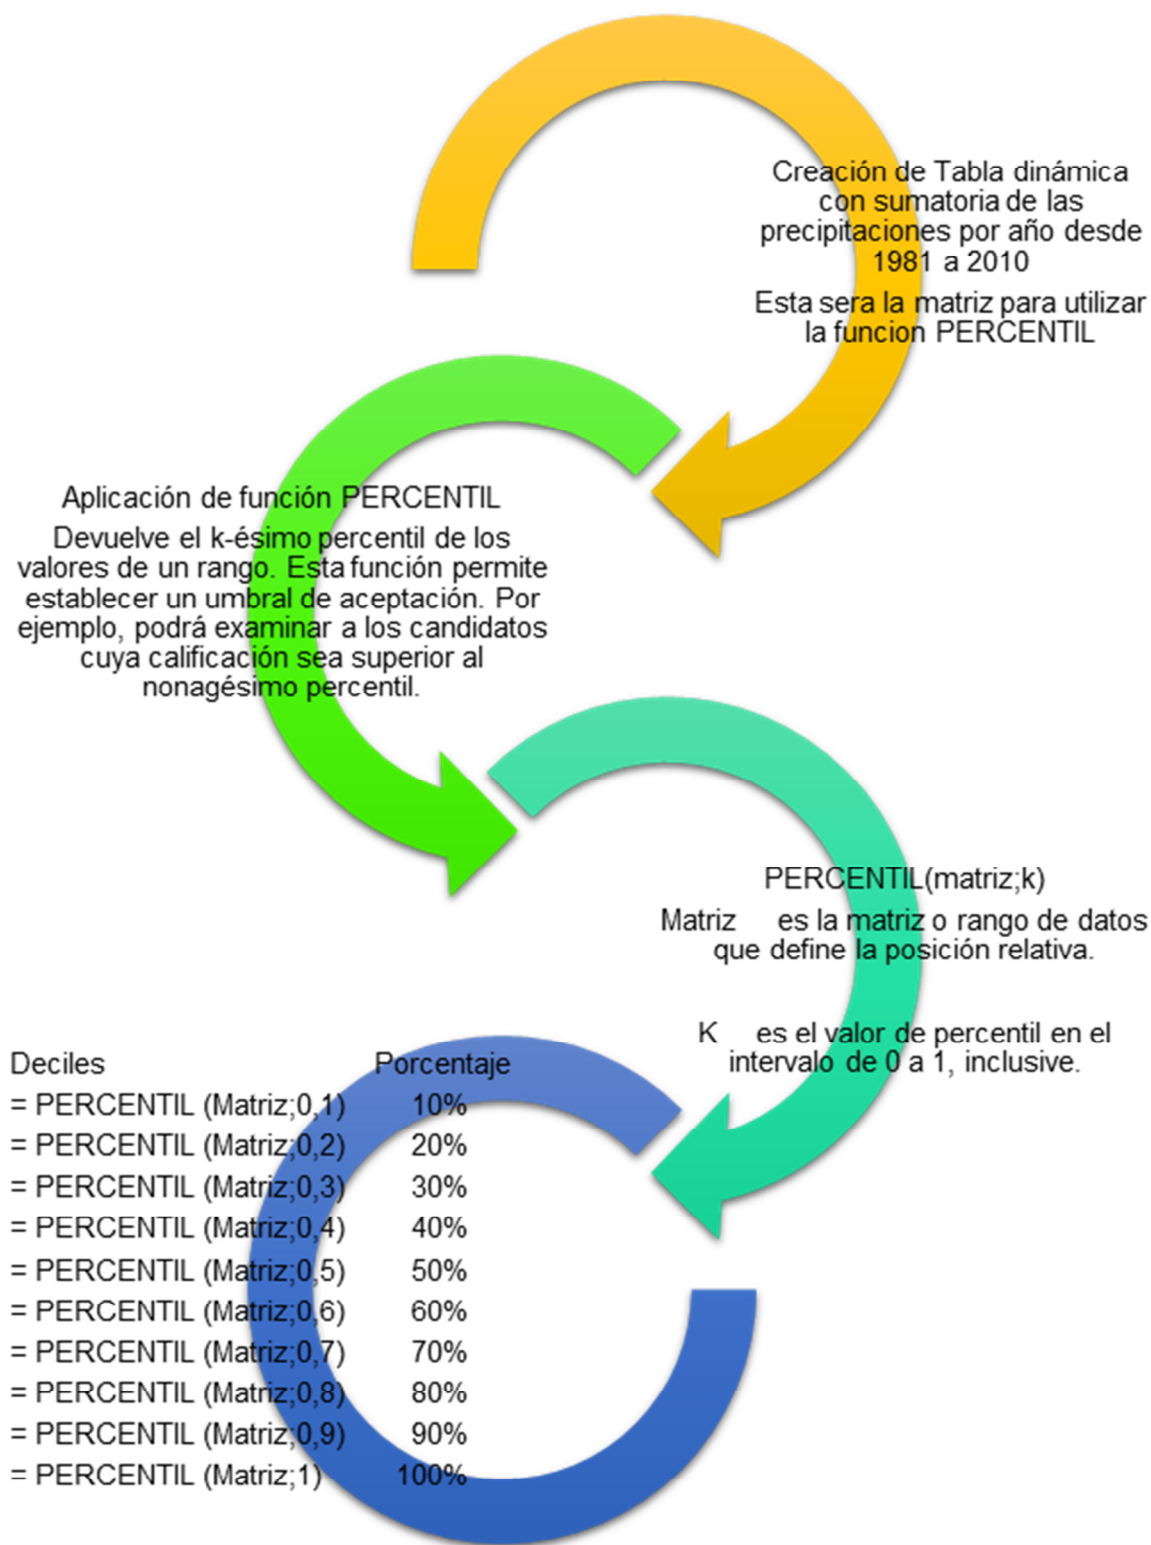 Creación de Tabla dinámica
con sumatoria de las
precipitaciones por año desde
1981 a 2010
Esta sera la matriz para utilizar
la funcion PERCENTIL
Aplicación de función PERCENTIL
Devuelve el k-ésimo percentil de los
valores de un rango. Esta función permite
establecer un umbral de aceptación. Por
ejemplo, podrá examinar a los candidatos
cuya calificación sea superior al
nonagésimo percentil.
PERCENTIL(matriz;k)
Matriz es la matriz o rango de datos
que define la posición relativa.
K es el valor de percentil en el
intervalo de 0 a 1, inclusive.
Deciles Porcentaje
= PERCENTIL (Matriz;0,1) 10%
= PERCENTIL (Matriz;0,2) 20%
= PERCENTIL (Matriz;0,3) 30%
= PERCENTIL (Matriz;0,4) 40%
= PERCENTIL (Matriz;0,5) 50%
= PERCENTIL (Matriz;0,6) 60%
= PERCENTIL (Matriz;0,7) 70%
= PERCENTIL (Matriz;0,8) 80%
= PERCENTIL (Matriz;0,9) 90%
= PERCENTIL (Matriz;1) 100%